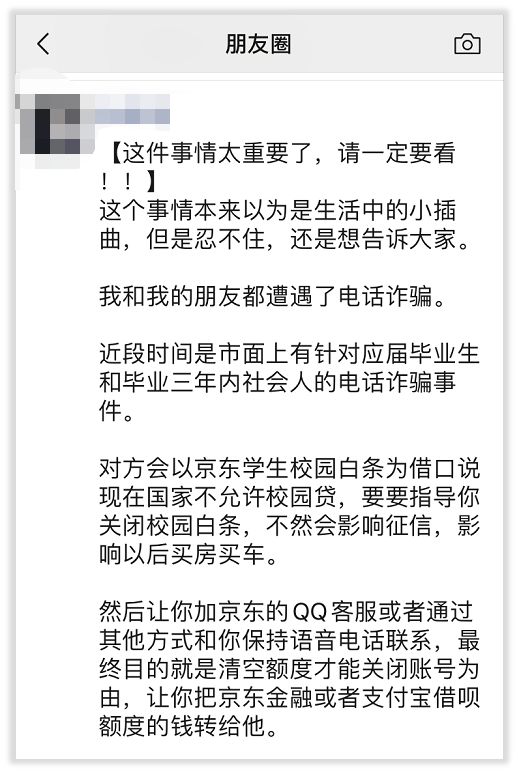 朋友圈
【这件事情太重要了，请一定要看
！！】
这个事情本来以为是生活中的小插
曲，但是忍不住，还是想告诉大家。
我和我的朋友都遭遇了电话诈骗。
近段时间是市面上有针对应届毕业生
和毕业三年内社会人的电话诈骗事
件。
对方会以京东学生校园白条为借口说
现在国家不允许校园贷，要要指导你
关闭校园白条，不然会影响征信，影
响以后买房买车。
然后让你加京东的QQ客服或者通过
其他方式和你保持语音电话联系，最
终目的就是清空额度才能关闭账号为
由，让你把京东金融或者支付宝借呗
额度的钱转给他。